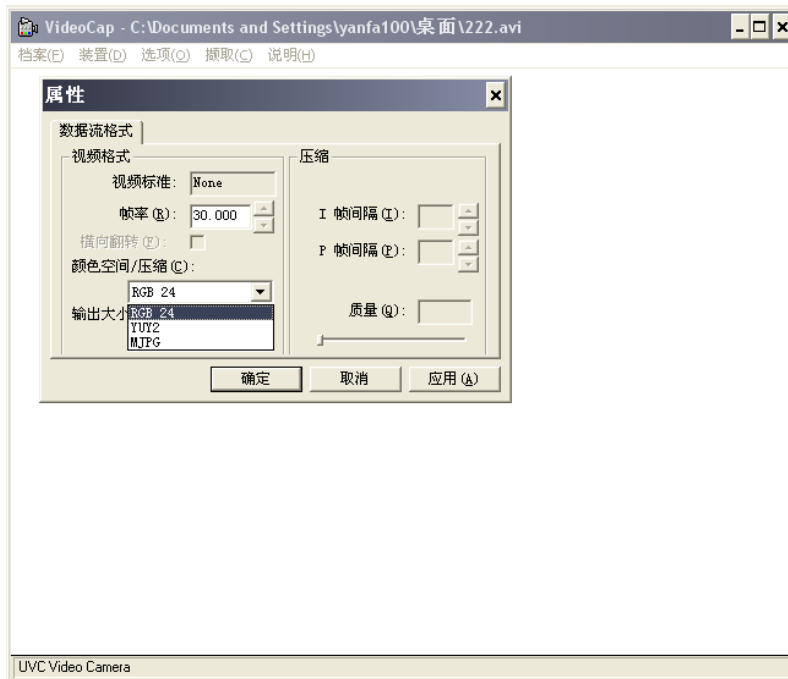 VideoCap - C:\Documents and Settings\yanfa100\桌面\222.avi
档案(F) 装置(D) 选项(O) 撷取(C) 说明(H)
属性
数据流格式
视频格式
视频标准: None
帧率(R): 30.000
横向翻转(F):
颜色空间/压缩(C):
RGB 24
输出大小
RGB 24
YUY2
MJPG
压缩
I 帧间隔(I):
P 帧间隔(P):
质量(Q):
确定 取消 应用(A)
UVC Video Camera